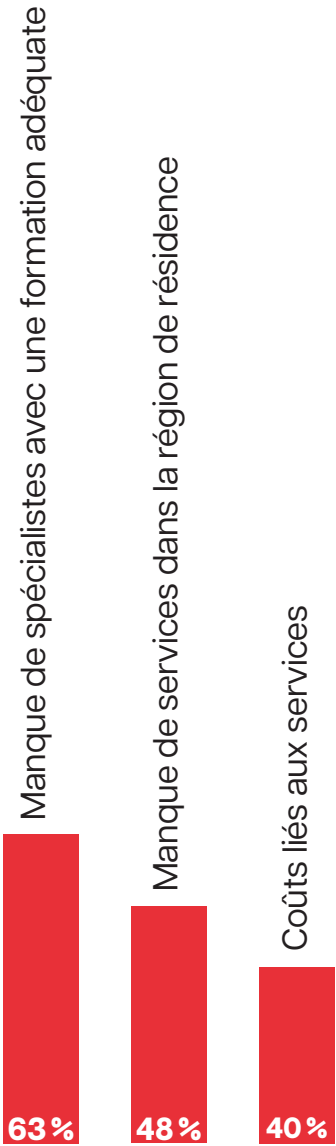 Manque de spécialistes avec une formation adéquate
63 %
Manque de services dans la région de résidence
48 %
Coûts liés aux services
40 %